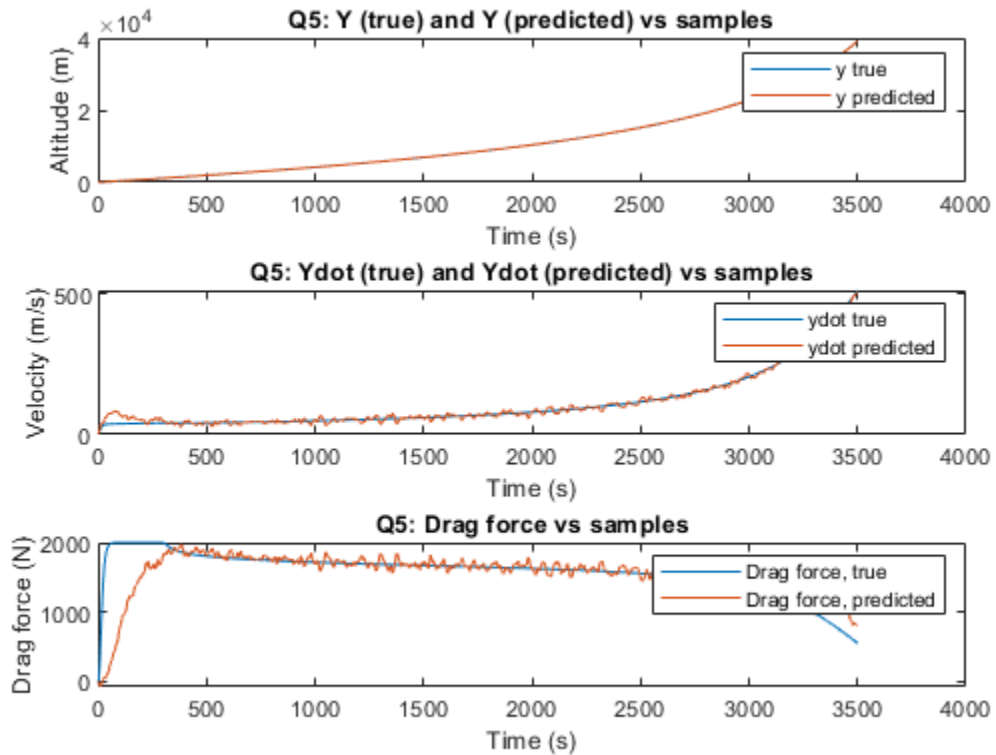 Q5: Y (true) and Y (predicted) vs samples
×10⁴
4
2
0
Altitude (m)
y true
y predicted
0 500 1000 1500 2000 2500 3000 3500 4000
Time (s)
Q5: Ydot (true) and Ydot (predicted) vs samples
500
0
Velocity (m/s)
ydot true
ydot predicted
0 500 1000 1500 2000 2500 3000 3500 4000
Time (s)
Q5: Drag force vs samples
2000
1000
0
Drag force (N)
Drag force, true
Drag force, predicted
0 500 1000 1500 2000 2500 3000 3500 4000
Time (s)